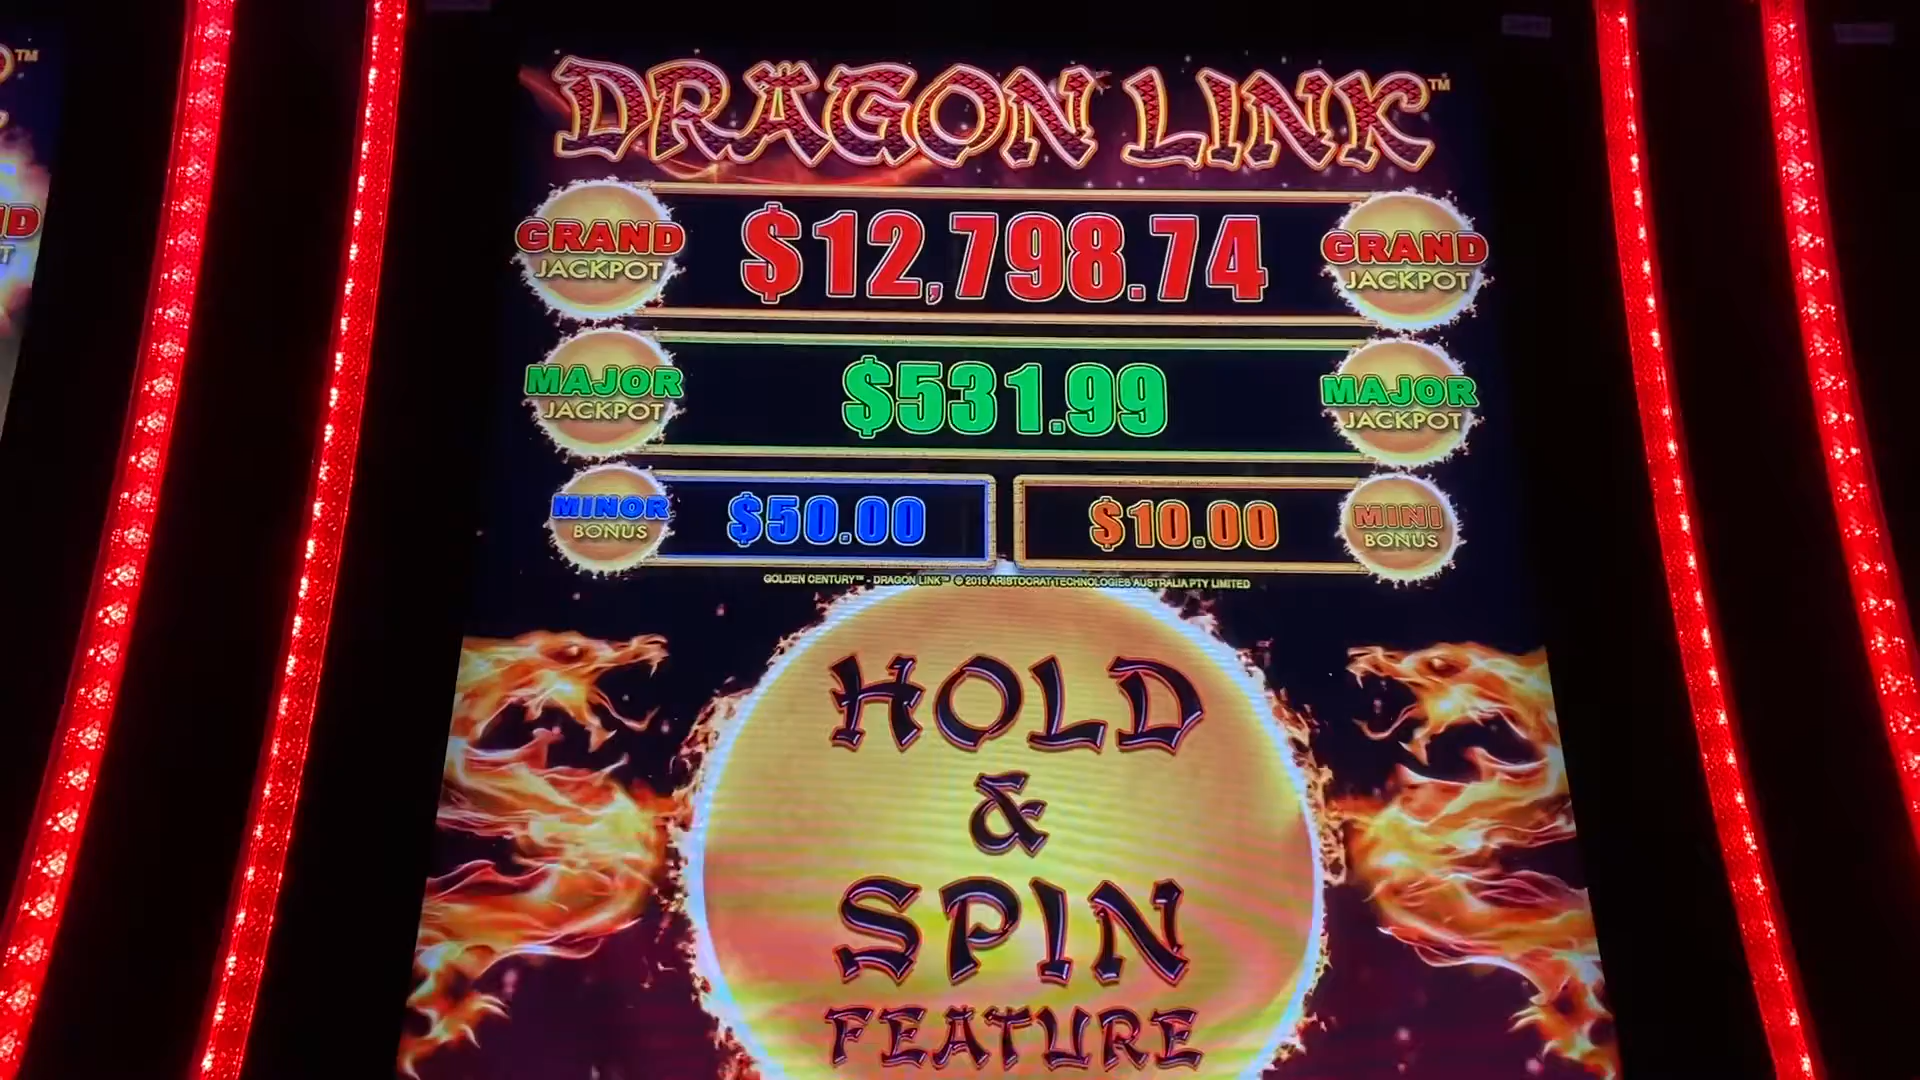 DRAGON LINK™
GRAND JACKPOT
$12,798.74
GRAND JACKPOT
MAJOR JACKPOT
$531.99
MAJOR JACKPOT
MINOR BONUS
$50.00
$10.00
MINI BONUS
GOLDEN CENTURY™ - DRAGON LINK™ © 2016 ARISTOCRAT TECHNOLOGIES AUSTRALIA PTY LIMITED
HOLD
&
SPIN
FEATURE